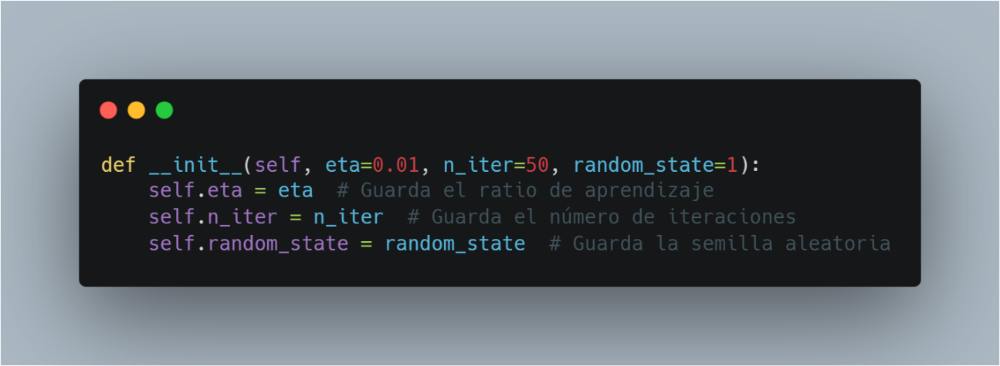 def __init__(self, eta=0.01, n_iter=50, random_state=1):
    self.eta = eta  # Guarda el ratio de aprendizaje
    self.n_iter = n_iter  # Guarda el número de iteraciones
    self.random_state = random_state  # Guarda la semilla aleatoria